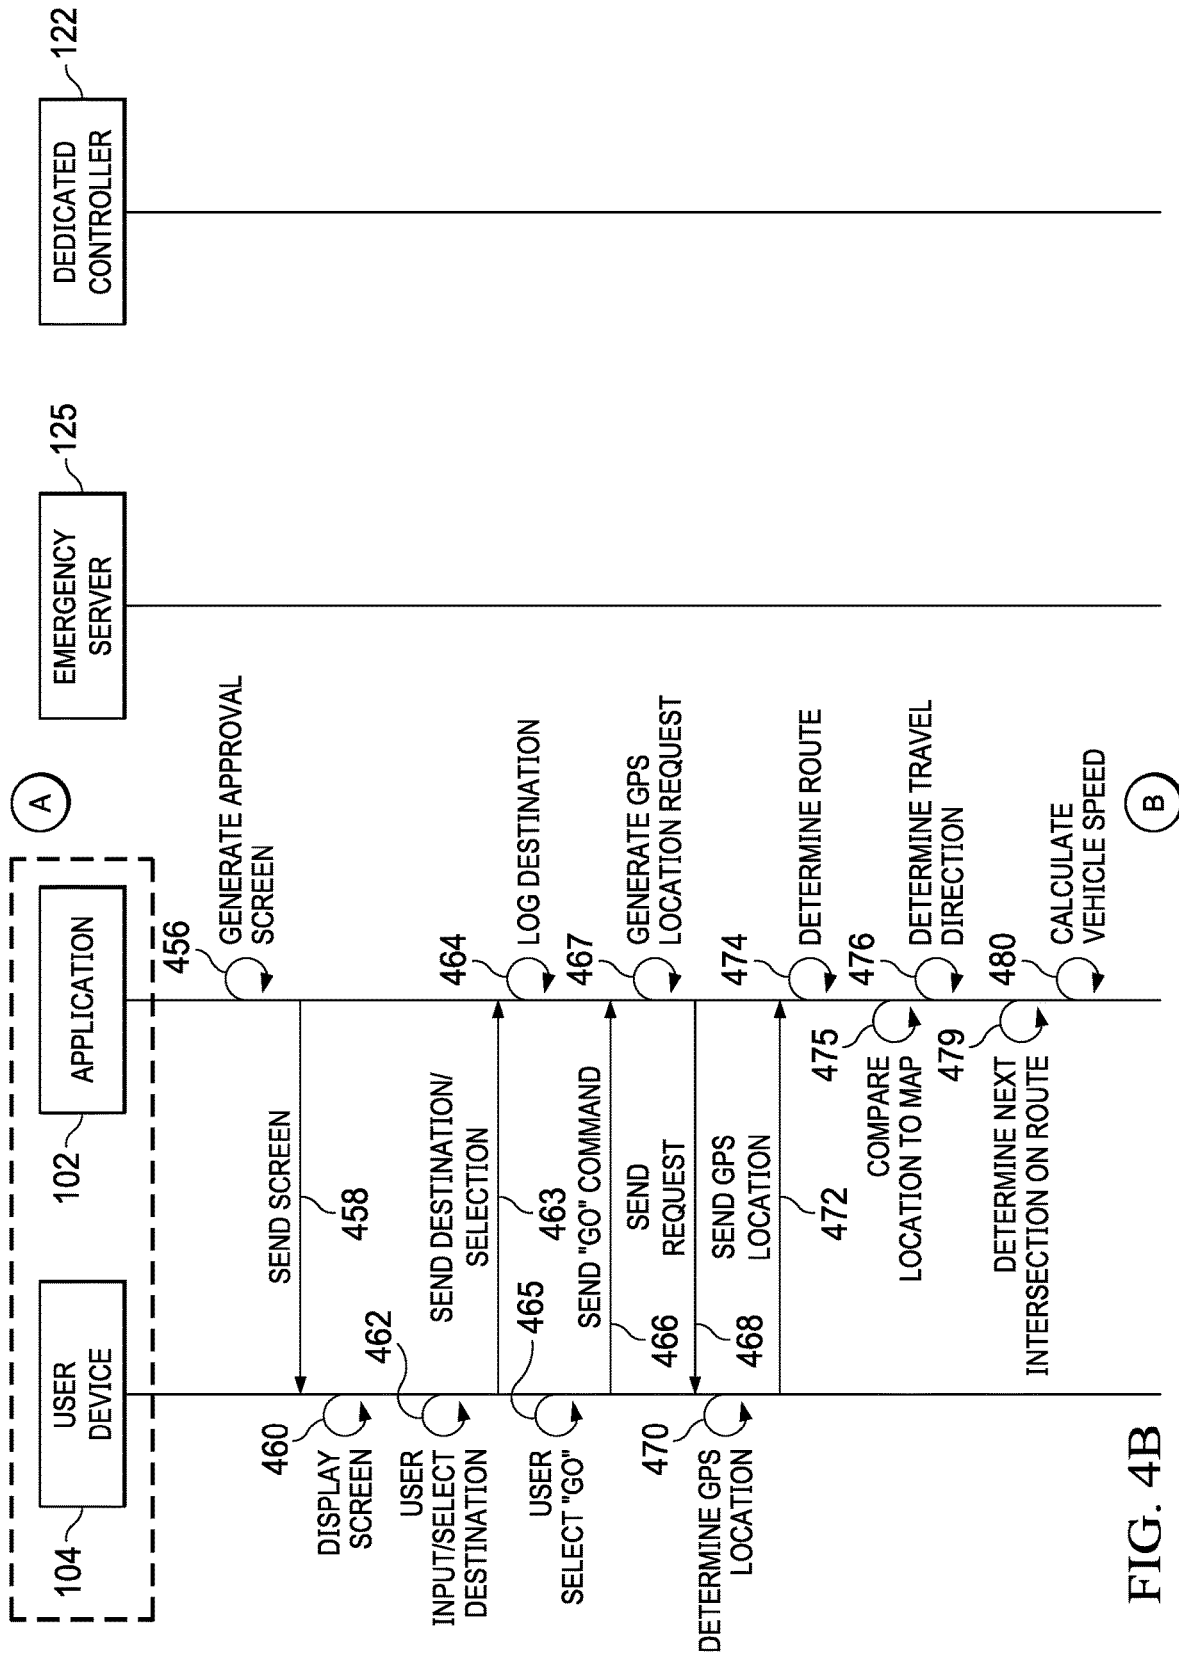 104
USER
DEVICE
102
APPLICATION
A
EMERGENCY
SERVER
125
DEDICATED
CONTROLLER
122
456
GENERATE APPROVAL
SCREEN
SEND SCREEN
458
460
DISPLAY
SCREEN
462
USER
INPUT/SELECT
DESTINATION
SEND DESTINATION/
SELECTION
463
464
LOG DESTINATION
465
USER
SELECT "GO"
SEND "GO" COMMAND
466
467
GENERATE GPS
LOCATION REQUEST
SEND
REQUEST
468
470
DETERMINE GPS
LOCATION
SEND GPS
LOCATION
472
474
DETERMINE ROUTE
475
COMPARE
LOCATION TO MAP
476
DETERMINE TRAVEL
DIRECTION
479
DETERMINE NEXT
INTERSECTION ON ROUTE
480
CALCULATE
VEHICLE SPEED
B
FIG. 4B